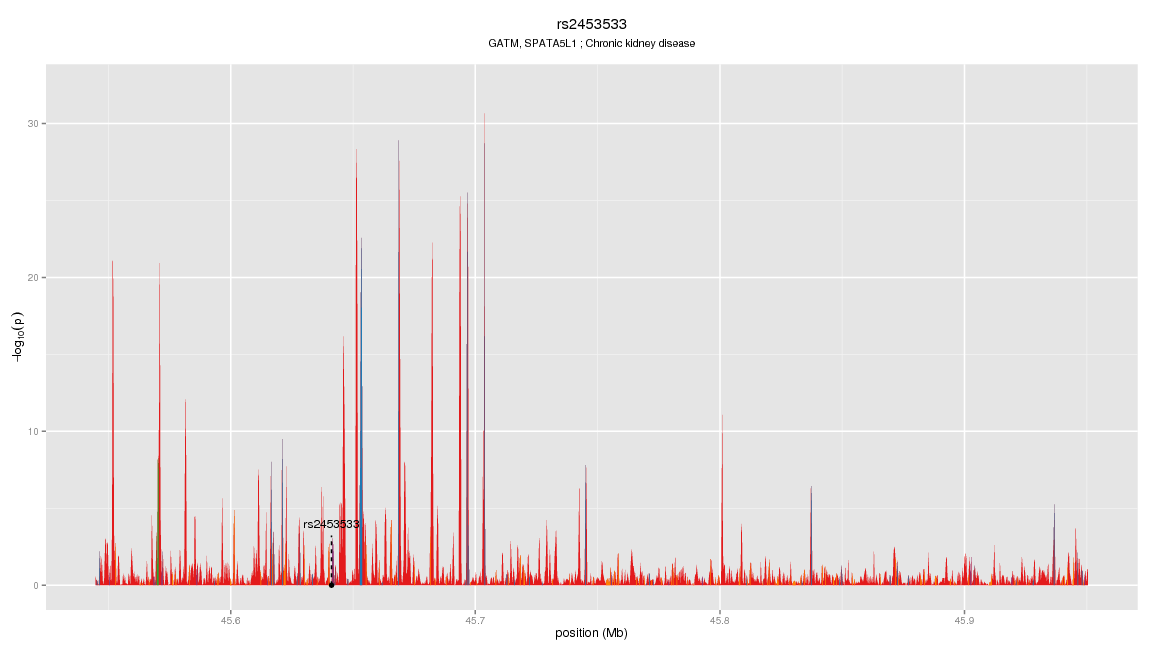 rs2453533
GATM, SPATA5L1 ; Chronic kidney disease
30
20
10
0
−log10(p)
rs2453533
45.6
45.7
45.8
45.9
position (Mb)